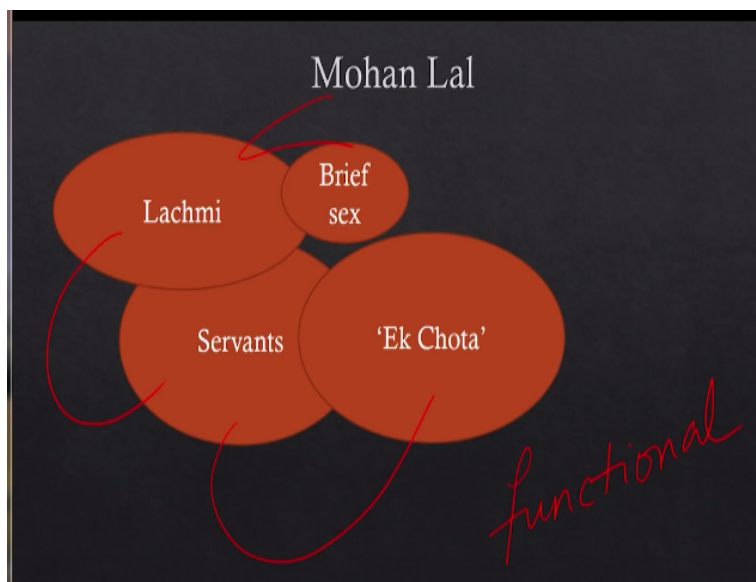 Mohan Lal
Lachmi
Brief
sex
Servants
'Ek Chota'
functional